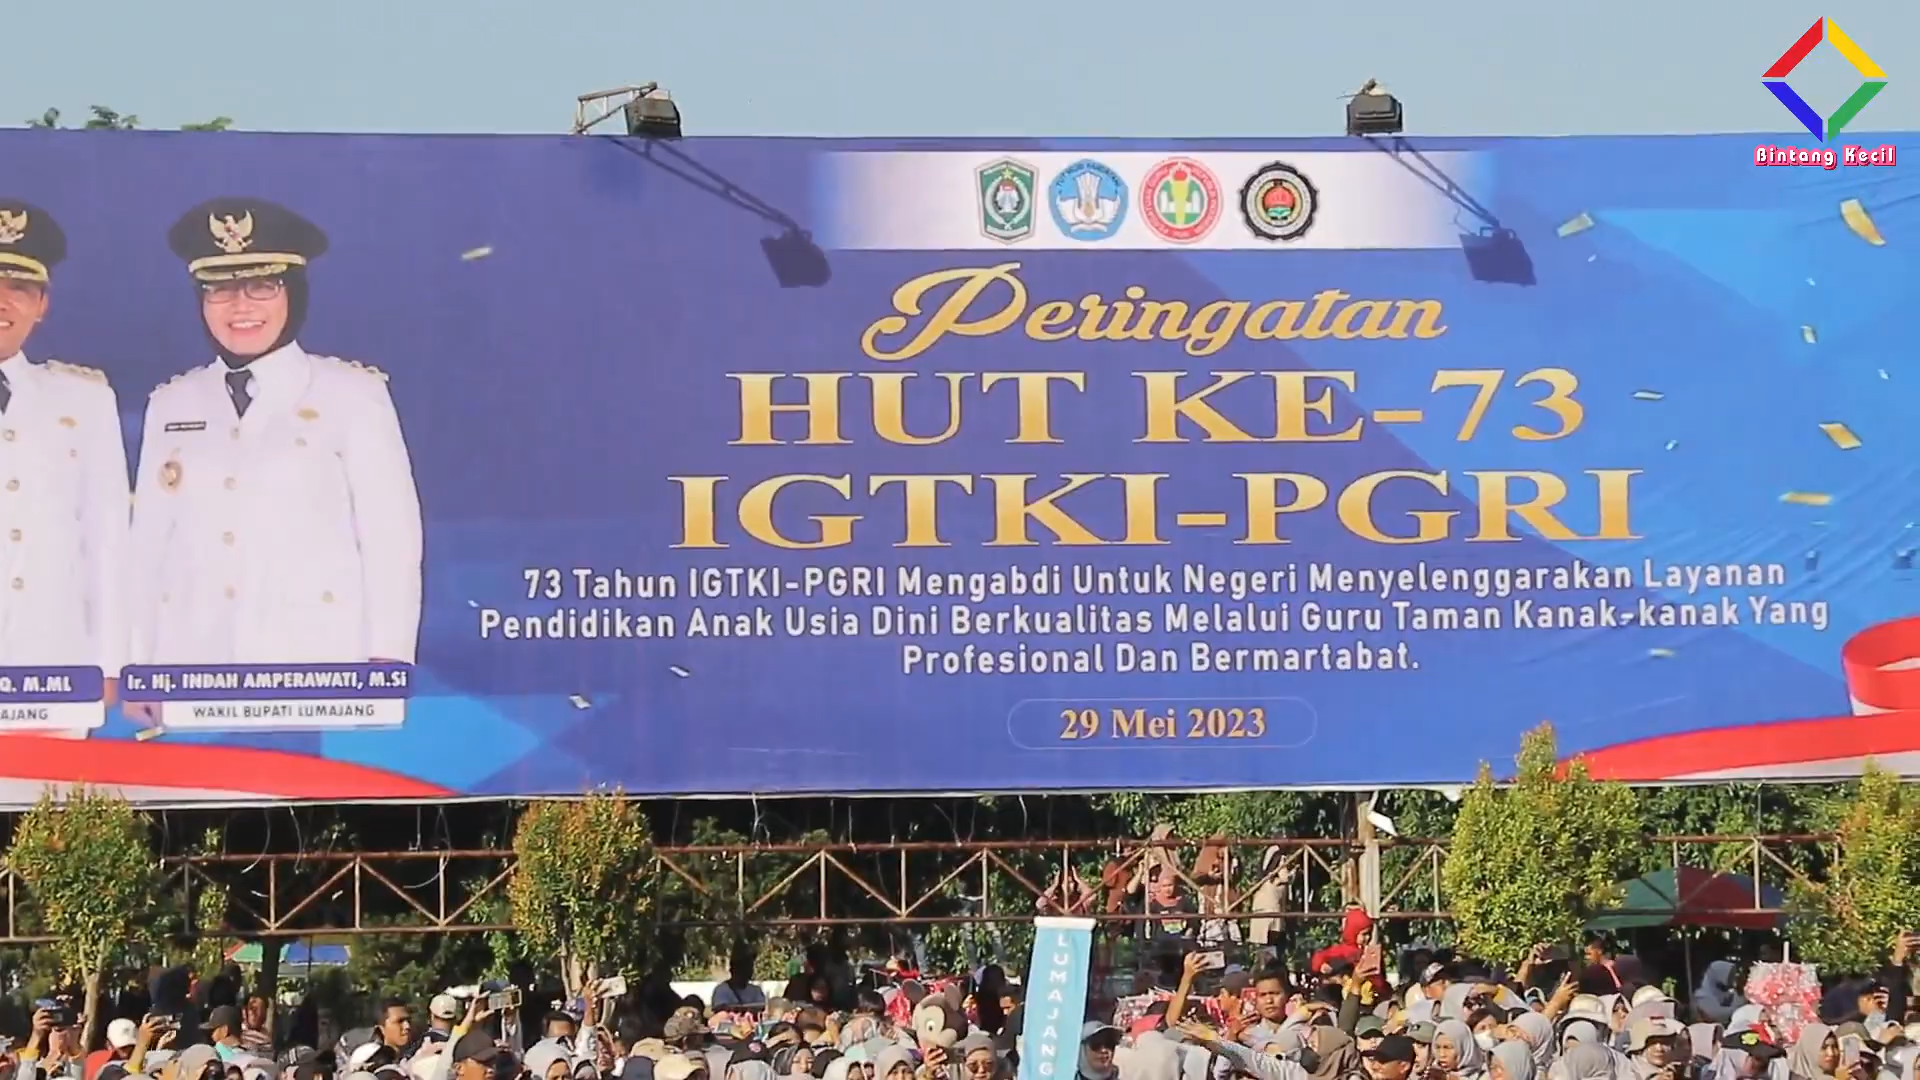 Bintang Kecil
Peringatan
HUT KE-73
IGTKI-PGRI
73 Tahun IGTKI-PGRI Mengabdi Untuk Negeri Menyelenggarakan Layanan
Pendidikan Anak Usia Dini Berkualitas Melalui Guru Taman Kanak-kanak Yang
Profesional Dan Bermartabat.
29 Mei 2023
Q. M.ML
AJANG
Ir. Hj. INDAH AMPERAWATI, M.Si
WAKIL BUPATI LUMAJANG
LUMAJANG